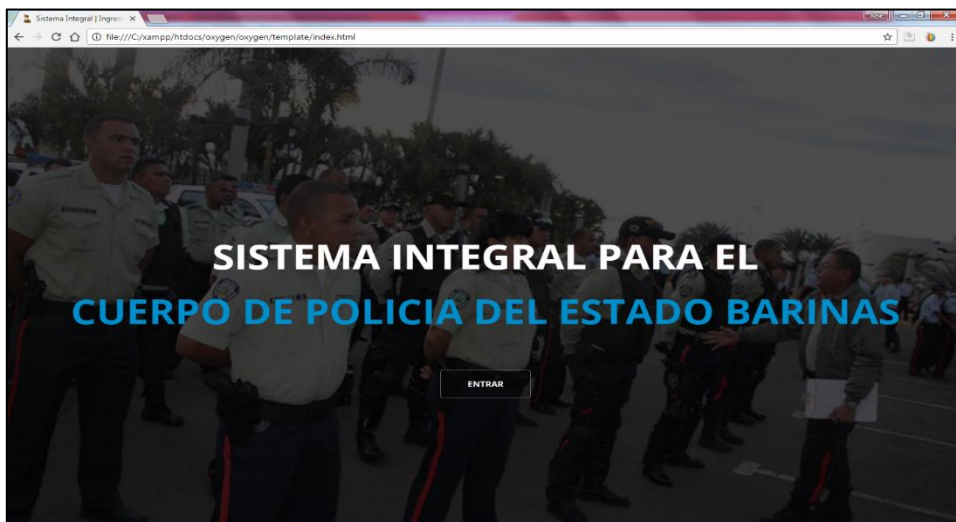 Sistema Integral | Ingres
file:///C:/xampp/htdocs/oxygen/oxygen/template/index.html
SISTEMA INTEGRAL PARA EL
CUERPO DE POLICIA DEL ESTADO BARINAS
ENTRAR